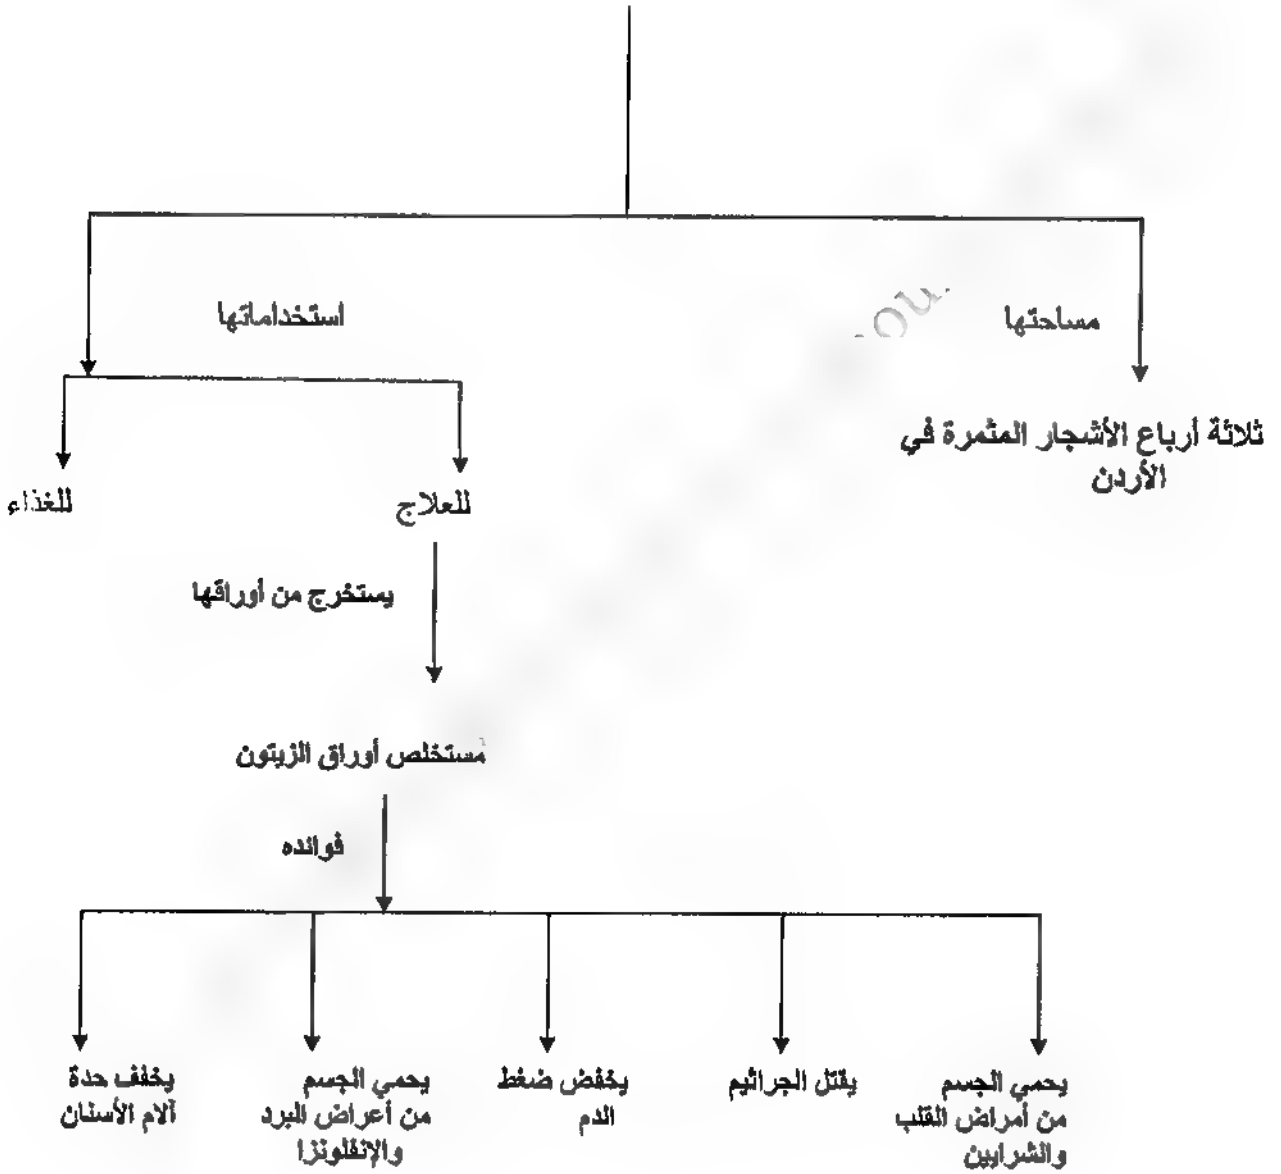 مساحتها
ثلاثة أرباع الأشجار المثمرة في
الأردن
استخداماتها
للعلاج
للغذاء
يستخرج من أوراقها
مستخلص أوراق الزيتون
فوائده
يحمي الجسم
من أمراض القلب
والشرايين
يقتل الجراثيم
يخفض ضغط
الدم
يحمي الجسم
من أعراض البرد
والإنفلونزا
يخفف حدة
آلام الأسنان